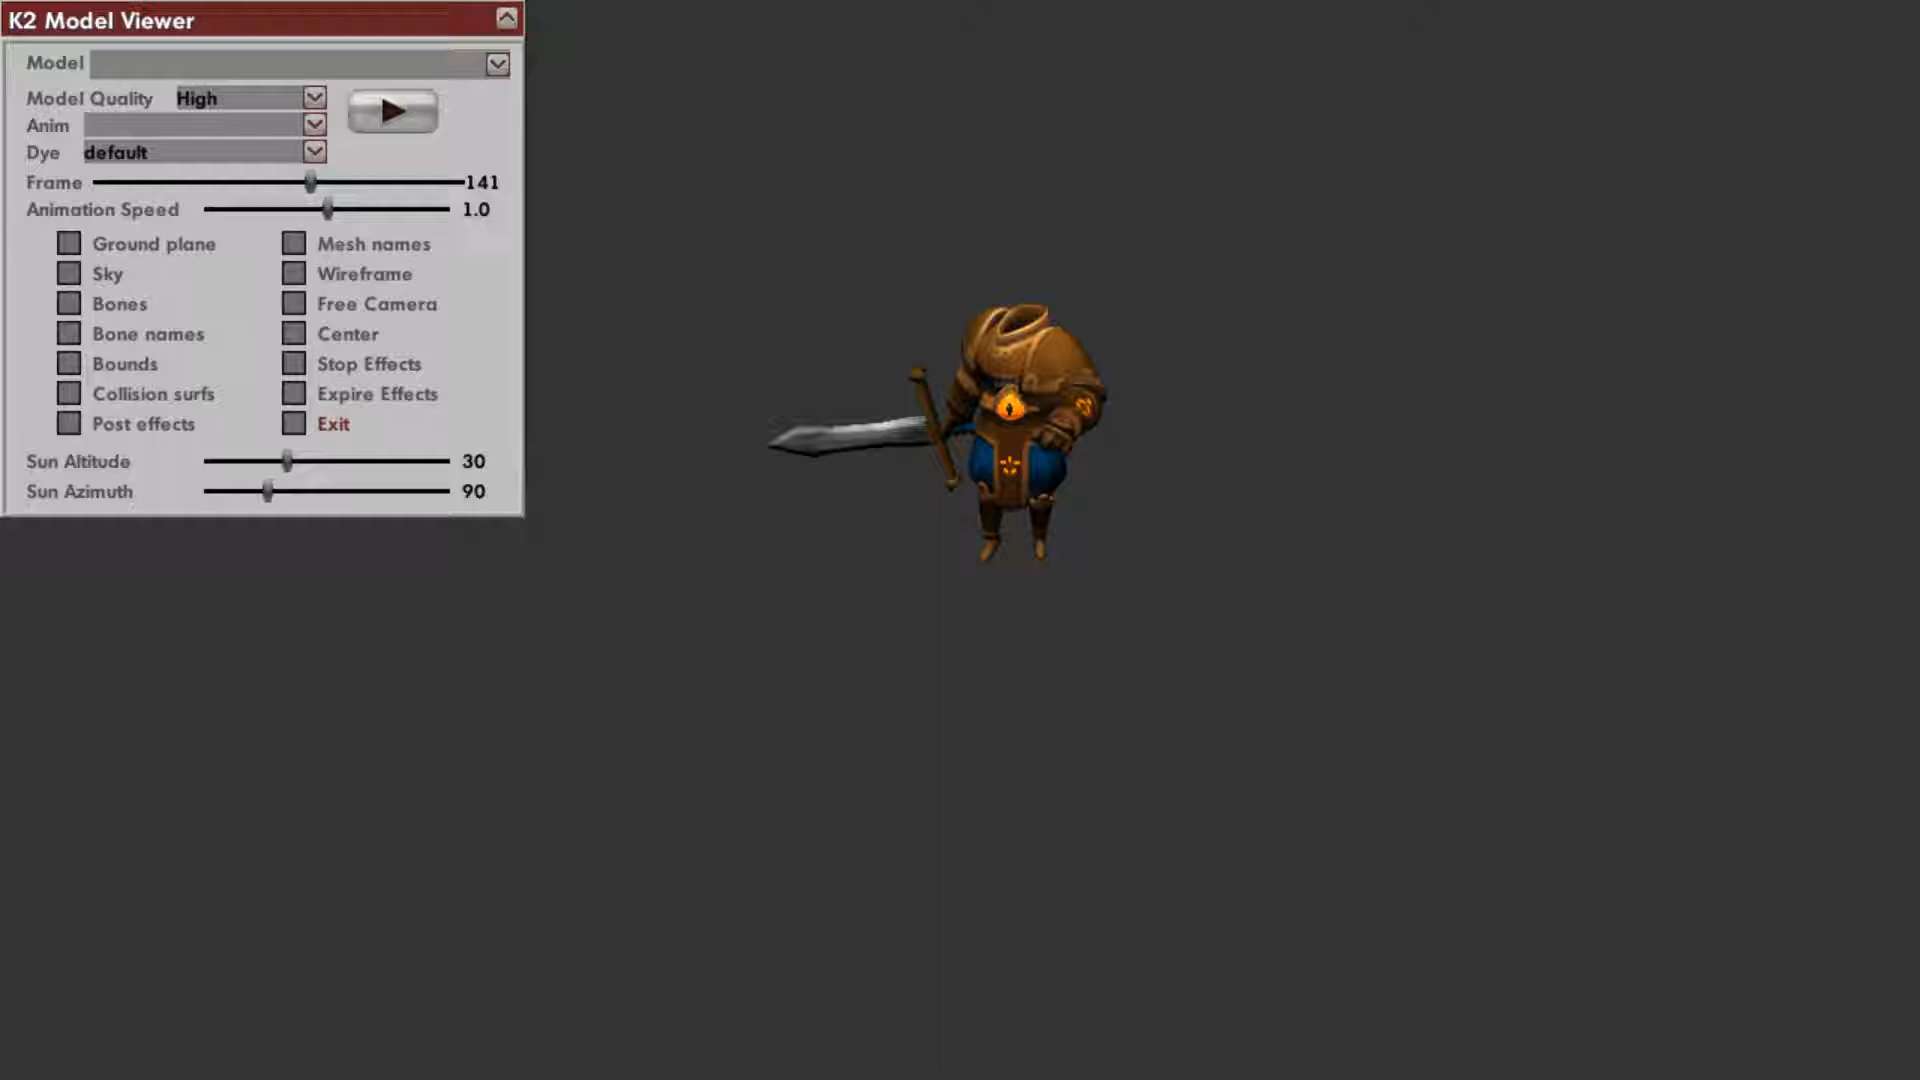 K2 Model Viewer
Model
Model Quality High
Anim
Dye default
Frame 141
Animation Speed 1.0
Ground plane Mesh names
Sky Wireframe
Bones Free Camera
Bone names Center
Bounds Stop Effects
Collision surfs Expire Effects
Post effects Exit
Sun Altitude 30
Sun Azimuth 90